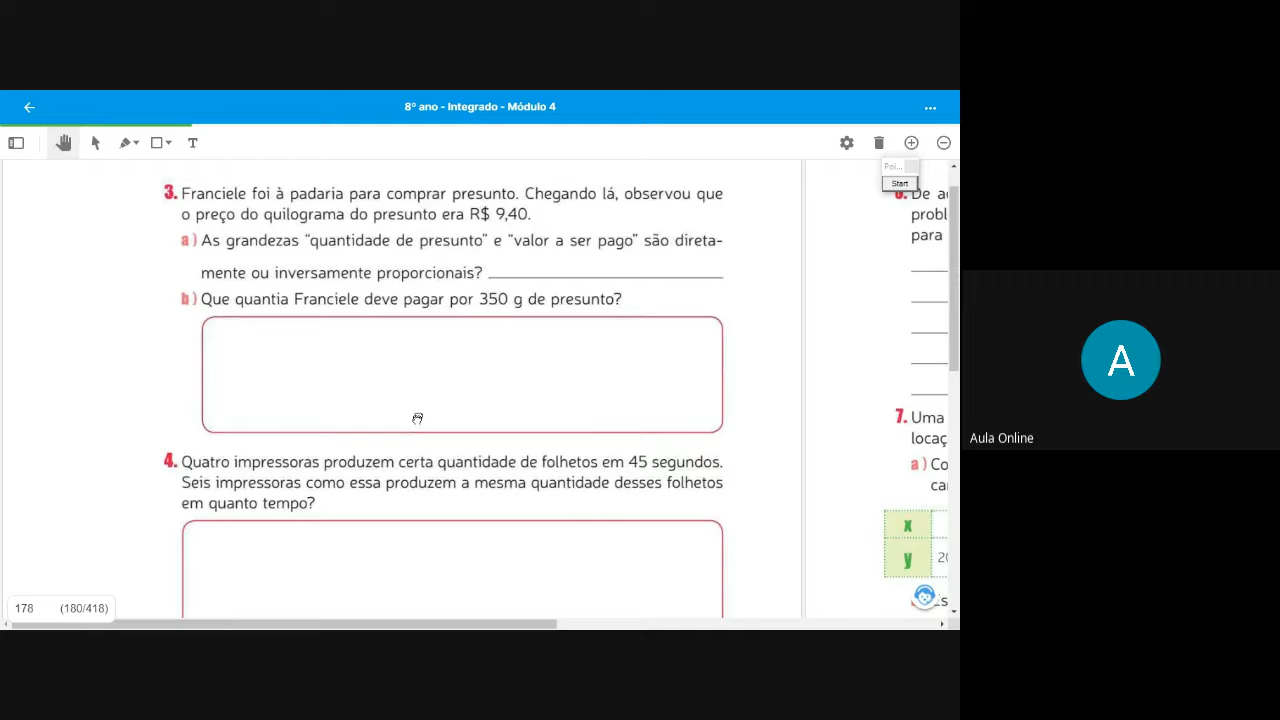 8º ano - Integrado - Módulo 4
T
Poi...
Start
3. Franciele foi à padaria para comprar presunto. Chegando lá, observou que
o preço do quilograma do presunto era R$ 9,40.
a) As grandezas “quantidade de presunto” e “valor a ser pago” são direta-
mente ou inversamente proporcionais?
b) Que quantia Franciele deve pagar por 350 g de presunto?
4. Quatro impressoras produzem certa quantidade de folhetos em 45 segundos.
Seis impressoras como essa produzem a mesma quantidade desses folhetos
em quanto tempo?
178 (180/418)
De a
probl
para
7. Uma
locaç
a) Co
car
x
y 20
A
Aula Online